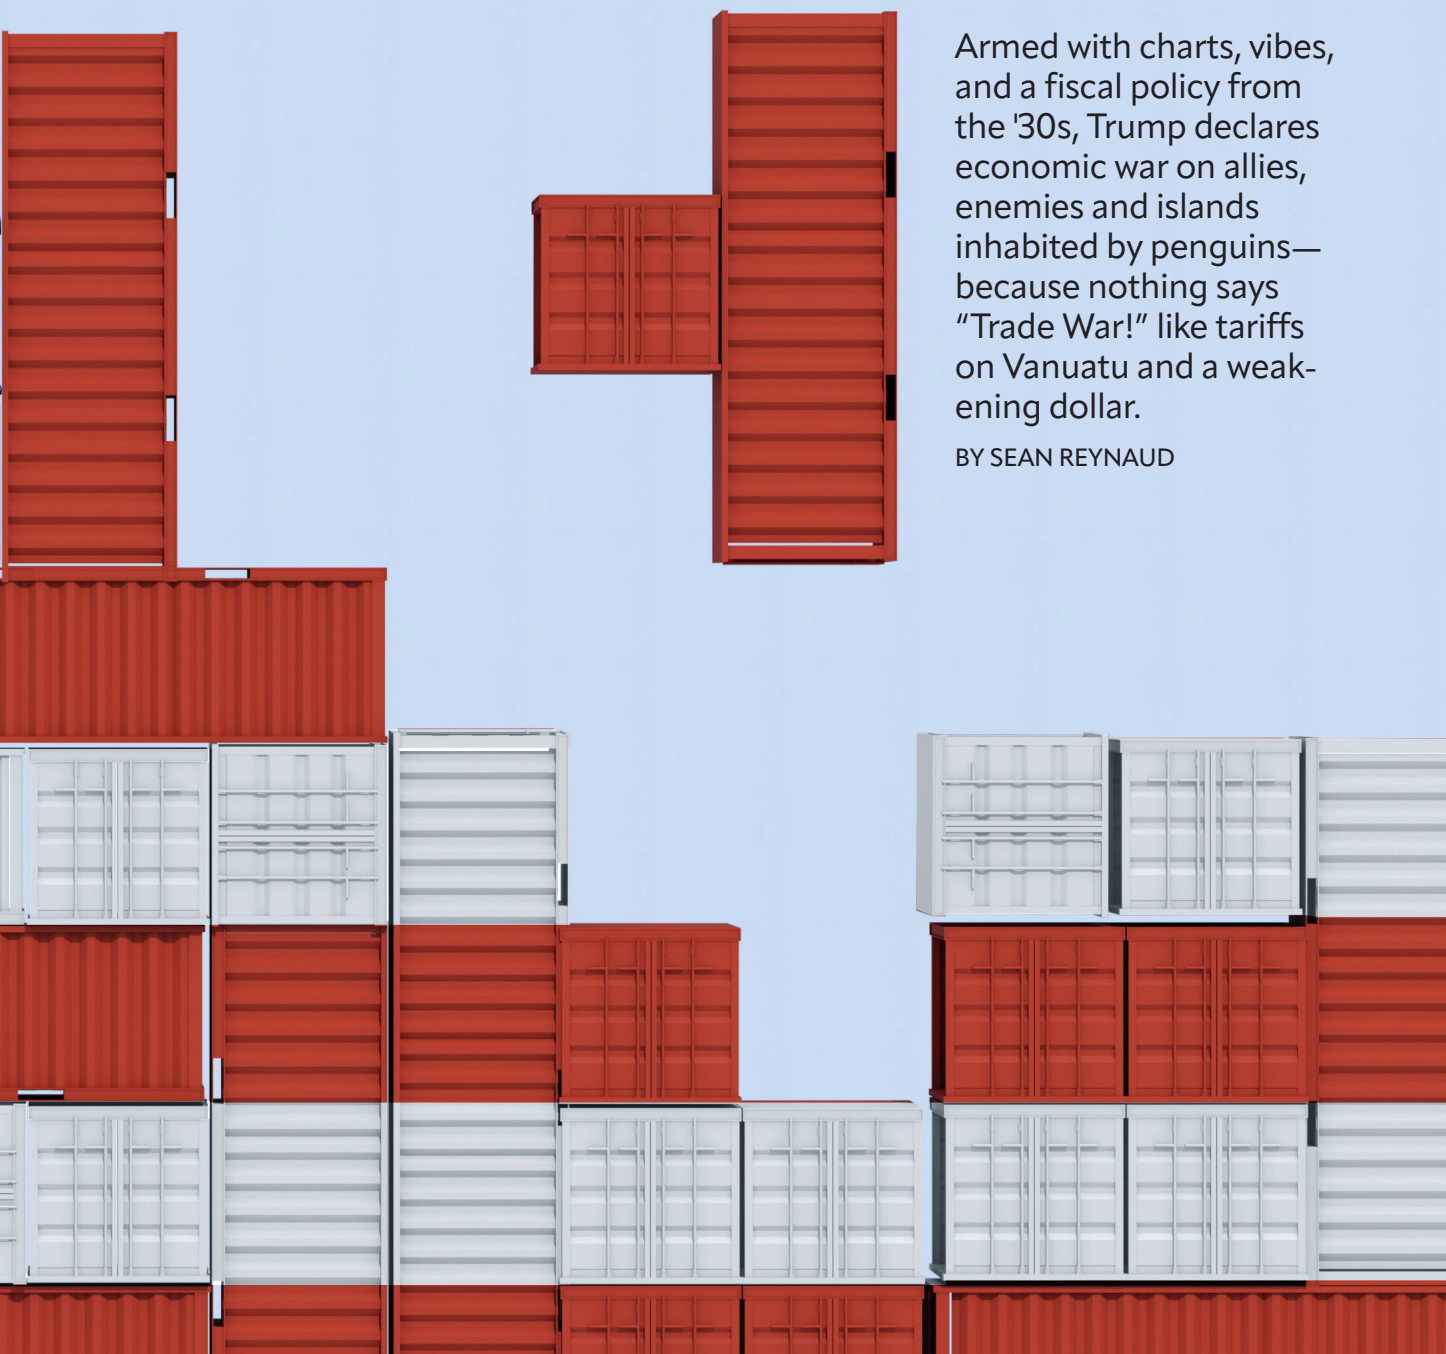 Armed with charts, vibes,
and a fiscal policy from
the '30s, Trump declares
economic war on allies,
enemies and islands
inhabited by penguins—
because nothing says
“Trade War!” like tariffs
on Vanuatu and a weak-
ening dollar.
BY SEAN REYNAUD